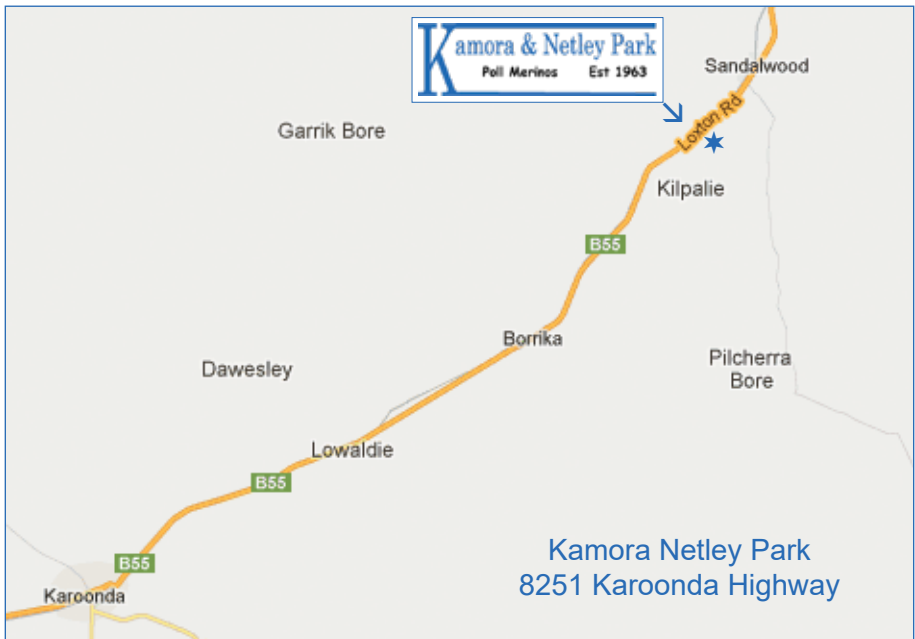 Kamora & Netley Park
Poll Merinos Est 1963
Sandalwood
Loxton Rd
Garrik Bore
Kilpalie
B55
Borrika
Pilcherra
Bore
Dawesley
Lowaldie
B55
Kamora Netley Park
8251 Karoonda Highway
B55
Karoonda